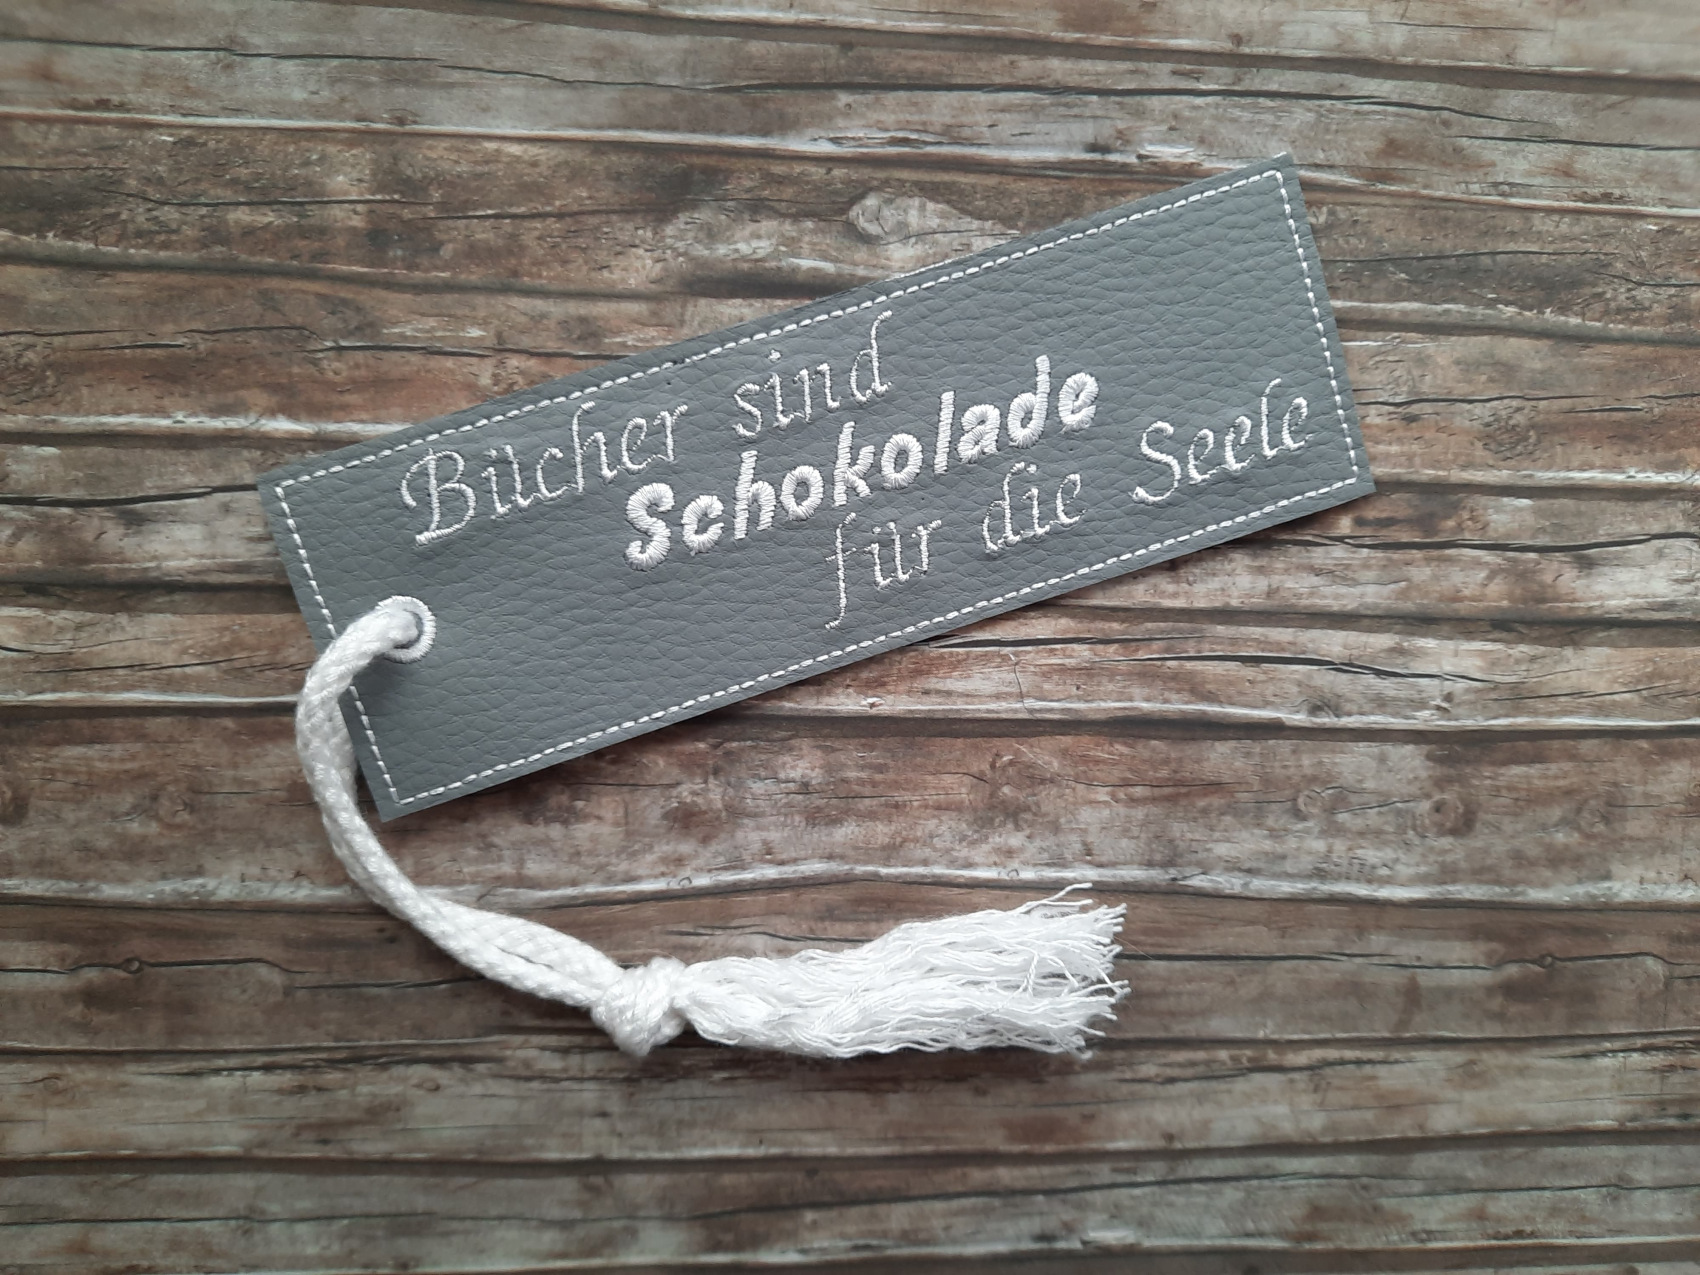 Bücher sind
Schokolade
für die Seele